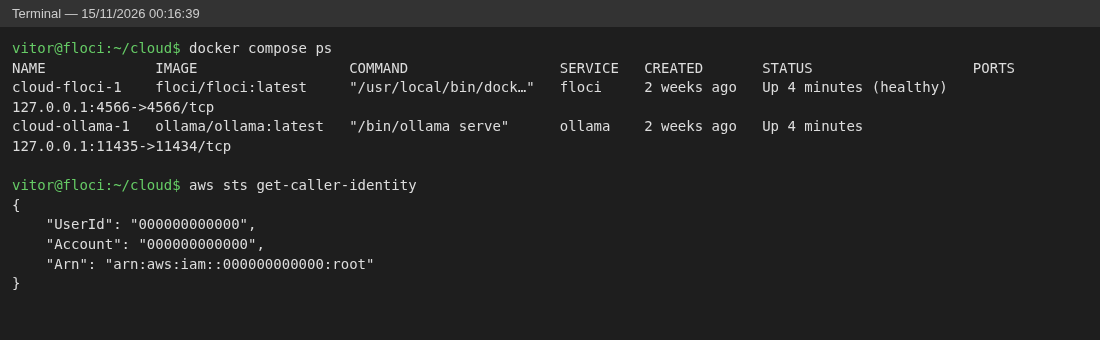 Terminal — 15/11/2026 00:16:39
vitor@floci:~/cloud$ docker compose ps
NAME             IMAGE                  COMMAND                  SERVICE   CREATED       STATUS                   PORTS
cloud-floci-1    floci/floci:latest     "/usr/local/bin/dock…"   floci     2 weeks ago   Up 4 minutes (healthy)
127.0.0.1:4566->4566/tcp
cloud-ollama-1   ollama/ollama:latest   "/bin/ollama serve"      ollama    2 weeks ago   Up 4 minutes
127.0.0.1:11435->11434/tcp
vitor@floci:~/cloud$ aws sts get-caller-identity
{
    "UserId": "000000000000",
    "Account": "000000000000",
    "Arn": "arn:aws:iam::000000000000:root"
}